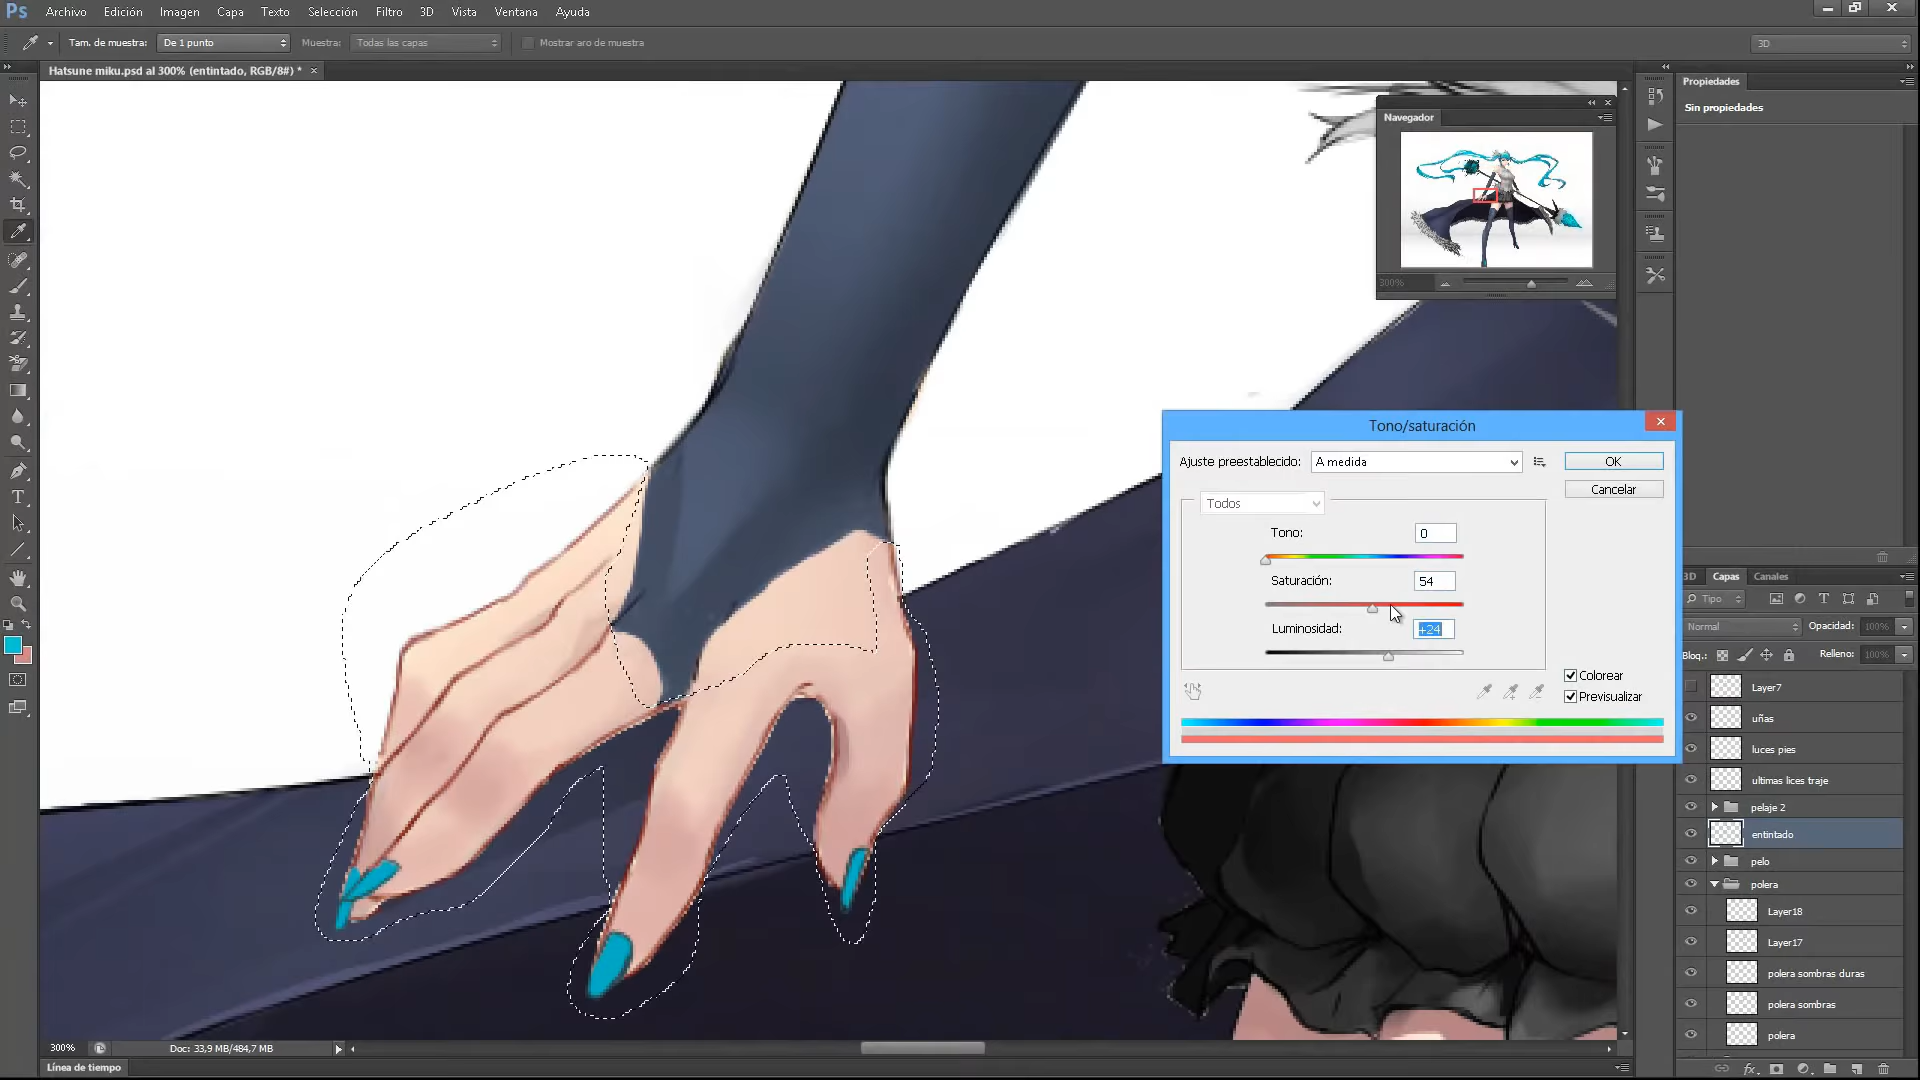 Ps Archivo Edición Imagen Capa Texto Selección Filtro 3D Vista Ventana Ayuda
Tam. de muestra: De 1 punto Muestra: Todas las capas Mostrar aro de muestra 3D
Hatsune miku.psd al 300% (entintado, RGB/8#) * ×
Propiedades
Sin propiedades
Navegador
300%
Tono/saturación
Ajuste preestablecido: A medida OK
Cancelar
Todos
Tono: 0
Saturación: 54
Luminosidad: +24
Colorear
Previsualizar
3D Capas Canales
Tipo
Normal Opacidad: 100%
Bloq.: Relleno: 100%
Layer7
uñas
luces pies
ultimas lices traje
pelaje 2
entintado
pelo
polera
Layer18
Layer17
polera sombras duras
polera sombras
polera
300% Doc: 33,9 MB/484,7 MB
Línea de tiempo